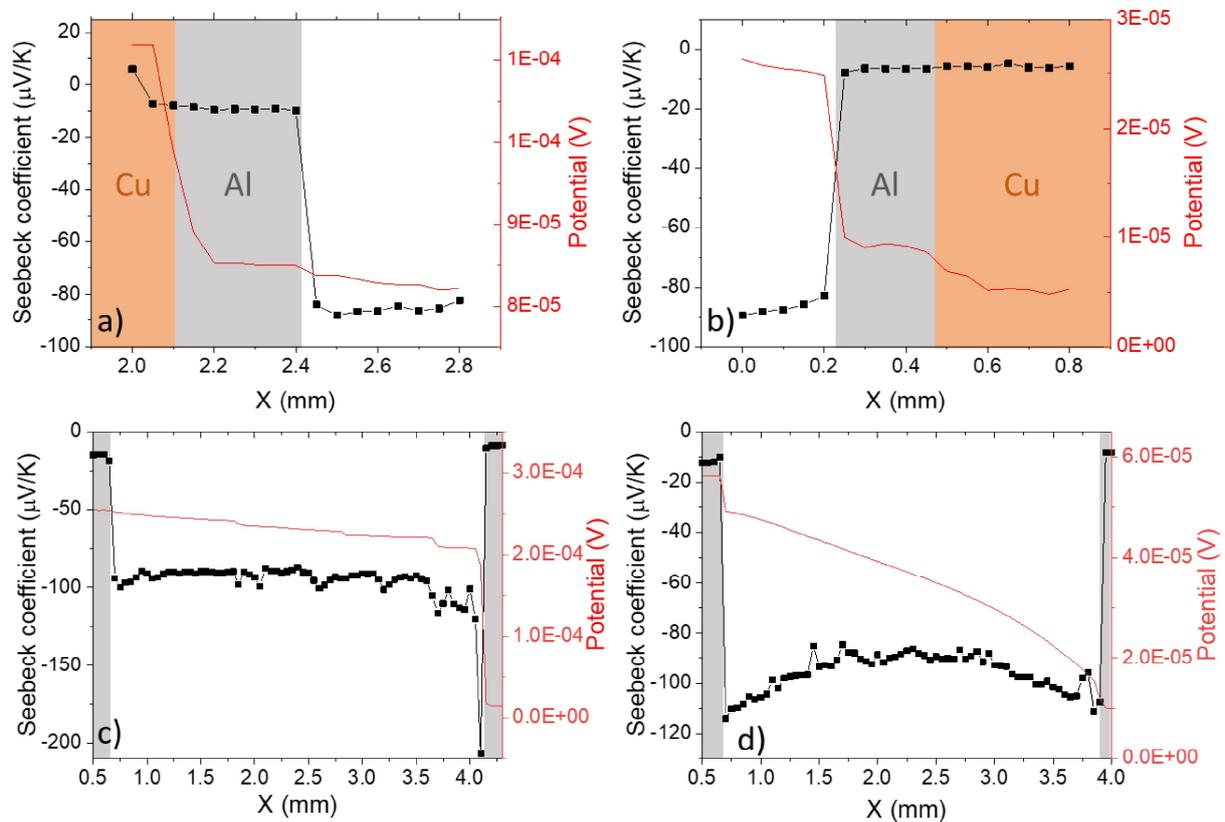 20
0
-20
-40
-60
-80
-100
Seebeck coefficient (µV/K)
Cu
Al
a)
1E-04
1E-04
9E-05
8E-05
Potential (V)
2.0 2.2 2.4 2.6 2.8
X (mm)
0
-20
-40
-60
-80
-100
Seebeck coefficient (µV/K)
Al
Cu
b)
3E-05
2E-05
1E-05
0E+00
Potential (V)
0.0 0.2 0.4 0.6 0.8
X (mm)
0
-50
-100
-150
-200
Seebeck coefficient (µV/K)
c)
3.0E-04
2.0E-04
1.0E-04
0.0E+00
Potential (V)
0.5 1.0 1.5 2.0 2.5 3.0 3.5 4.0
X (mm)
0
-20
-40
-60
-80
-100
-120
Seebeck coefficient (µV/K)
d)
6.0E-05
4.0E-05
2.0E-05
0.0E+00
Potential (V)
0.5 1.0 1.5 2.0 2.5 3.0 3.5 4.0
X (mm)